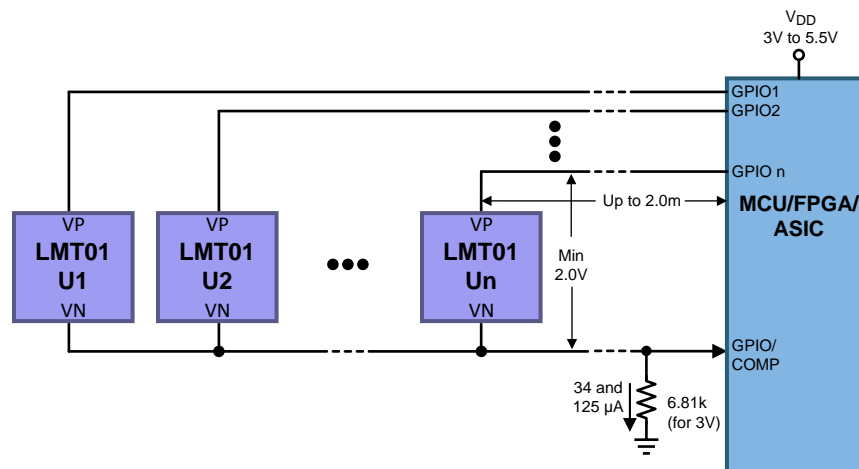 V_DD
3V to 5.5V
GPIO1
GPIO2
GPIO n
Up to 2.0m
MCU/FPGA/
ASIC
VP
LMT01
U1
VN
VP
LMT01
U2
VN
VP
LMT01
Un
VN
Min
2.0V
GPIO/
COMP
34 and
125 µA
6.81k
(for 3V)